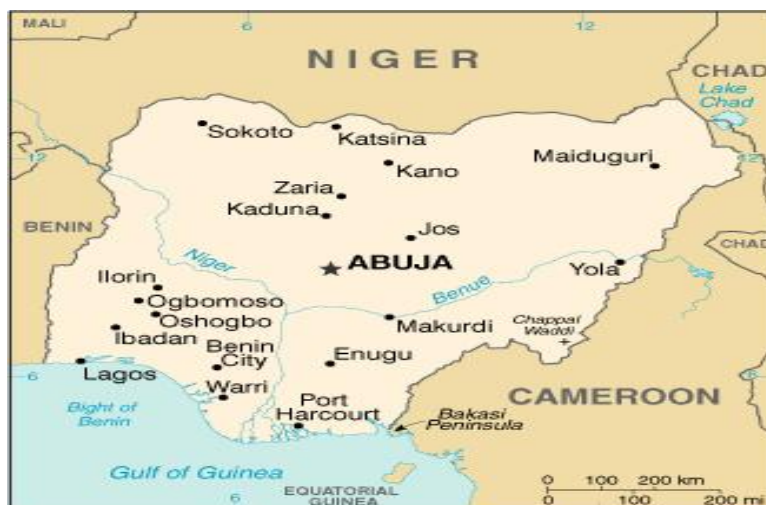 MALI
6
12
NIGER
CHAD
Lake
Chad
Sokoto
Katsina
Kano
Maiduguri
12
12
Zaria
Kaduna
BENIN
Jos
CHAD
Niger
ABUJA
Yola
Ilorin
Benue
Ogbomoso
Oshogbo
Makurdi
Chappal
Waddi
Ibadan
Benin
City
Enugu
Lagos
6
6
Warri
CAMEROON
Bight of
Benin
Port
Harcourt
Bakasi
Peninsula
Gulf of Guinea
0 100 200 km
6
EQUATORIAL
GUINEA
0 100 200 mi